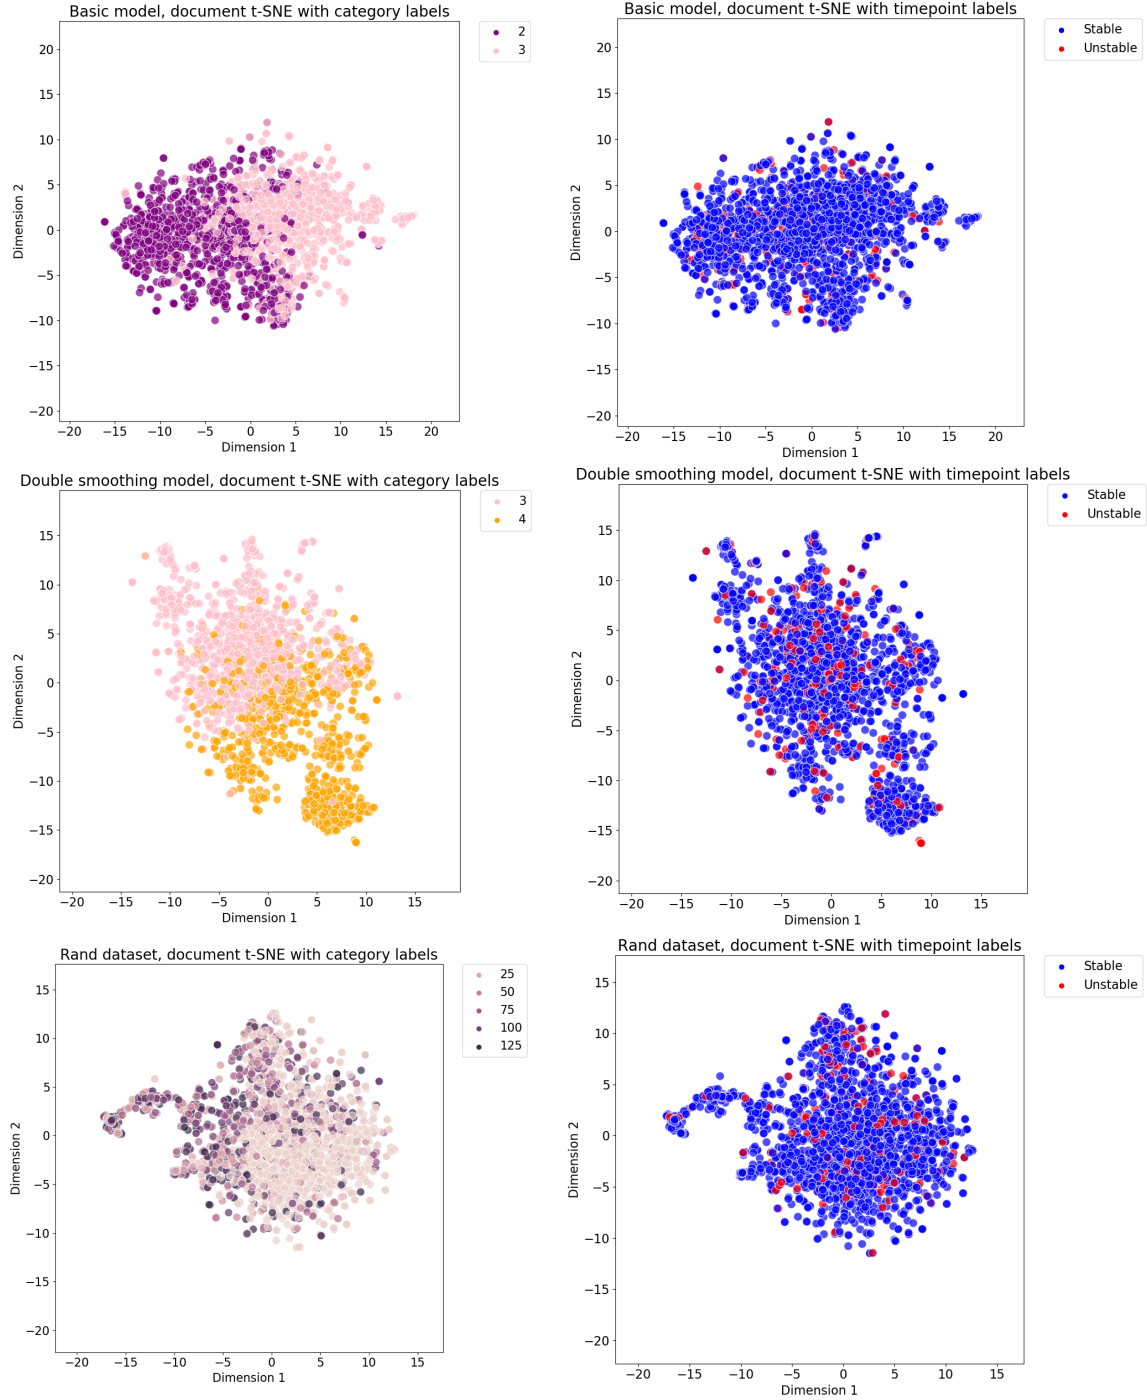 Basic model, document t-SNE with category labels
2
3
20
15
10
5
0
−5
−10
−15
−20
Dimension 2
−20 −15 −10 −5 0 5 10 15 20
Dimension 1
Basic model, document t-SNE with timepoint labels
Stable
Unstable
20
15
10
5
0
−5
−10
−15
−20
Dimension 2
−20 −15 −10 −5 0 5 10 15 20
Dimension 1
Double smoothing model, document t-SNE with category labels
3
4
15
10
5
0
−5
−10
−15
−20
Dimension 2
−20 −15 −10 −5 0 5 10 15
Dimension 1
Double smoothing model, document t-SNE with timepoint labels
Stable
Unstable
15
10
5
0
−5
−10
−15
−20
Dimension 2
−20 −15 −10 −5 0 5 10 15
Dimension 1
Rand dataset, document t-SNE with category labels
25
50
75
100
125
15
10
5
0
−5
−10
−15
−20
Dimension 2
−20 −15 −10 −5 0 5 10 15
Dimension 1
Rand dataset, document t-SNE with timepoint labels
Stable
Unstable
15
10
5
0
−5
−10
−15
−20
Dimension 2
−20 −15 −10 −5 0 5 10 15
Dimension 1